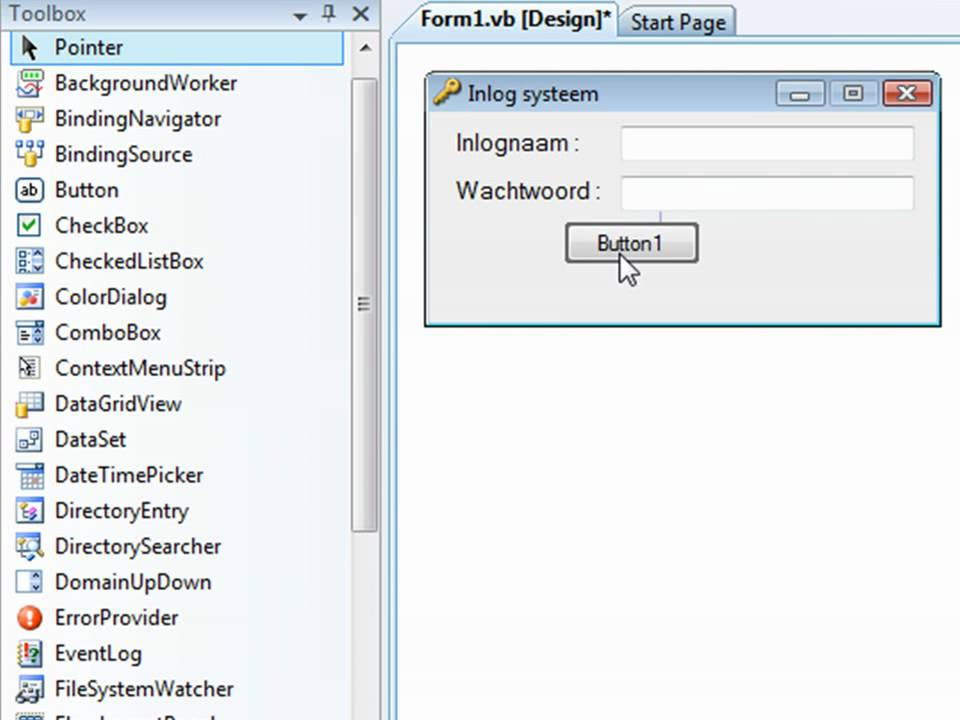 Toolbox
Pointer
BackgroundWorker
BindingNavigator
BindingSource
ab Button
CheckBox
CheckedListBox
ColorDialog
ComboBox
ContextMenuStrip
DataGridView
DataSet
DateTimePicker
DirectoryEntry
DirectorySearcher
DomainUpDown
ErrorProvider
EventLog
FileSystemWatcher
Form1.vb [Design]* Start Page
Inlog systeem
Inlognaam :
Wachtwoord :
Button1